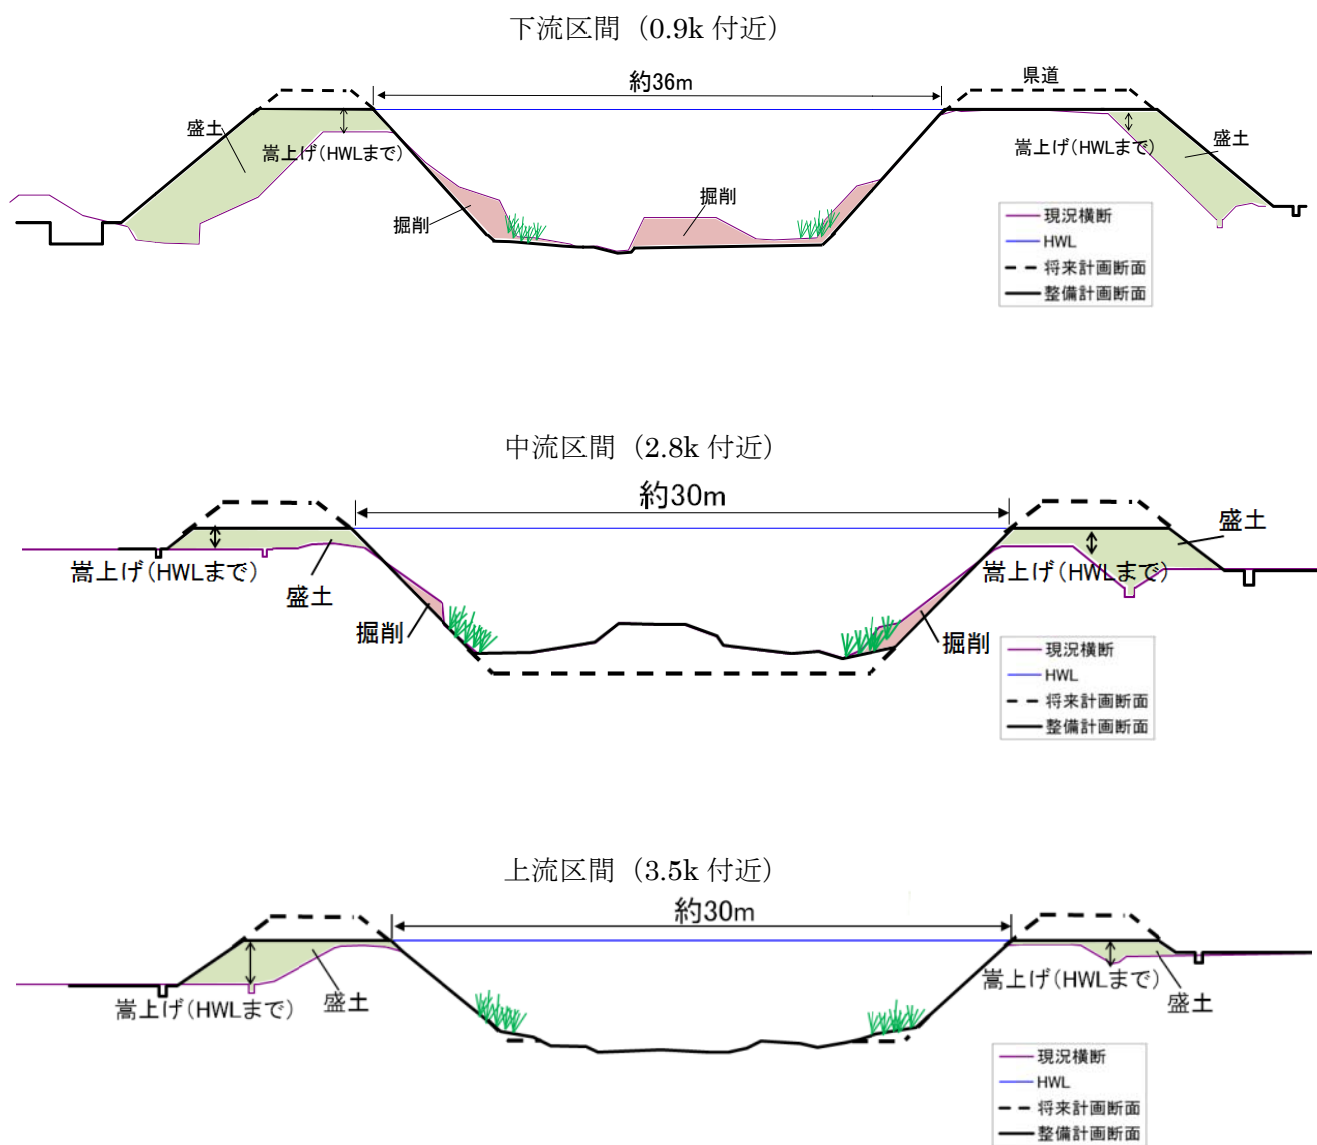 下流区間（0.9k 付近）
約36m
県道
盛土
嵩上げ(HWLまで)
嵩上げ(HWLまで)
盛土
掘削
掘削
現況横断
HWL
将来計画断面
整備計画断面
中流区間（2.8k 付近）
約30m
盛土
嵩上げ(HWLまで)
盛土
嵩上げ(HWLまで)
掘削
掘削
現況横断
HWL
将来計画断面
整備計画断面
上流区間（3.5k 付近）
約30m
嵩上げ(HWLまで)
盛土
嵩上げ(HWLまで)
盛土
現況横断
HWL
将来計画断面
整備計画断面